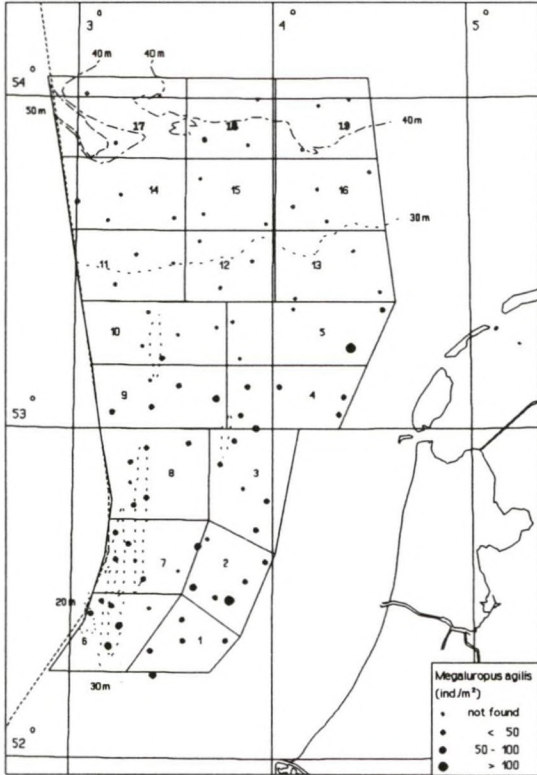 3° 4° 5°
40m 40m
54°
50m
17 18 19 40m
14 15 16
30m
11 12 13
10 5
9 4
53°
8 3
7 2
20m
6 1
30m
52°
Megaluropus agilis
(ind./m²)
not found
< 50
50 - 100
> 100